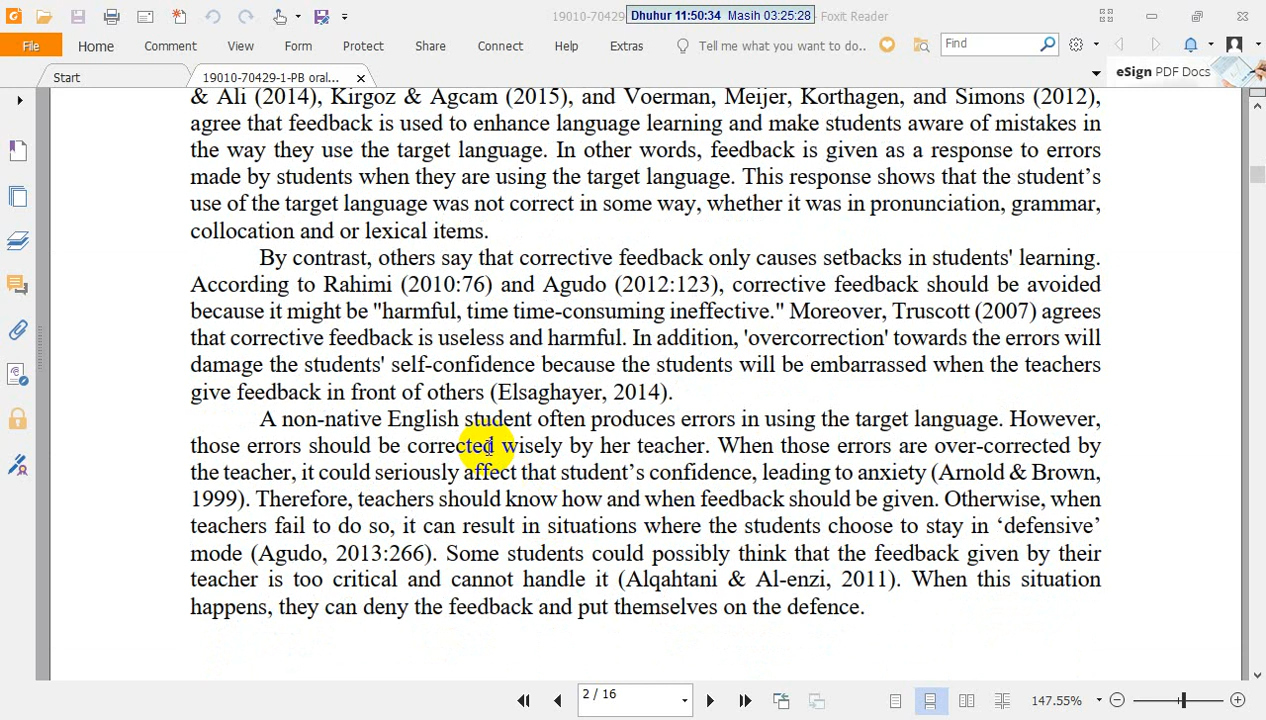 19010-70429
Dhuhur 11:50:34 Masih 03:25:28
- Foxit Reader
File
Home
Comment
View
Form
Protect
Share
Connect
Help
Extras
Tell me what you want to do..
Find
Start
19010-70429-1-PB oral...
eSign PDF Docs
& Ali (2014), Kirgoz & Agcam (2015), and Voerman, Meijer, Korthagen, and Simons (2012),
agree that feedback is used to enhance language learning and make students aware of mistakes in
the way they use the target language. In other words, feedback is given as a response to errors
made by students when they are using the target language. This response shows that the student’s
use of the target language was not correct in some way, whether it was in pronunciation, grammar,
collocation and or lexical items.
By contrast, others say that corrective feedback only causes setbacks in students' learning.
According to Rahimi (2010:76) and Agudo (2012:123), corrective feedback should be avoided
because it might be "harmful, time time-consuming ineffective." Moreover, Truscott (2007) agrees
that corrective feedback is useless and harmful. In addition, 'overcorrection' towards the errors will
damage the students' self-confidence because the students will be embarrassed when the teachers
give feedback in front of others (Elsaghayer, 2014).
A non-native English student often produces errors in using the target language. However,
those errors should be corrected wisely by her teacher. When those errors are over-corrected by
the teacher, it could seriously affect that student’s confidence, leading to anxiety (Arnold & Brown,
1999). Therefore, teachers should know how and when feedback should be given. Otherwise, when
teachers fail to do so, it can result in situations where the students choose to stay in ‘defensive’
mode (Agudo, 2013:266). Some students could possibly think that the feedback given by their
teacher is too critical and cannot handle it (Alqahtani & Al-enzi, 2011). When this situation
happens, they can deny the feedback and put themselves on the defence.
2 / 16
147.55%